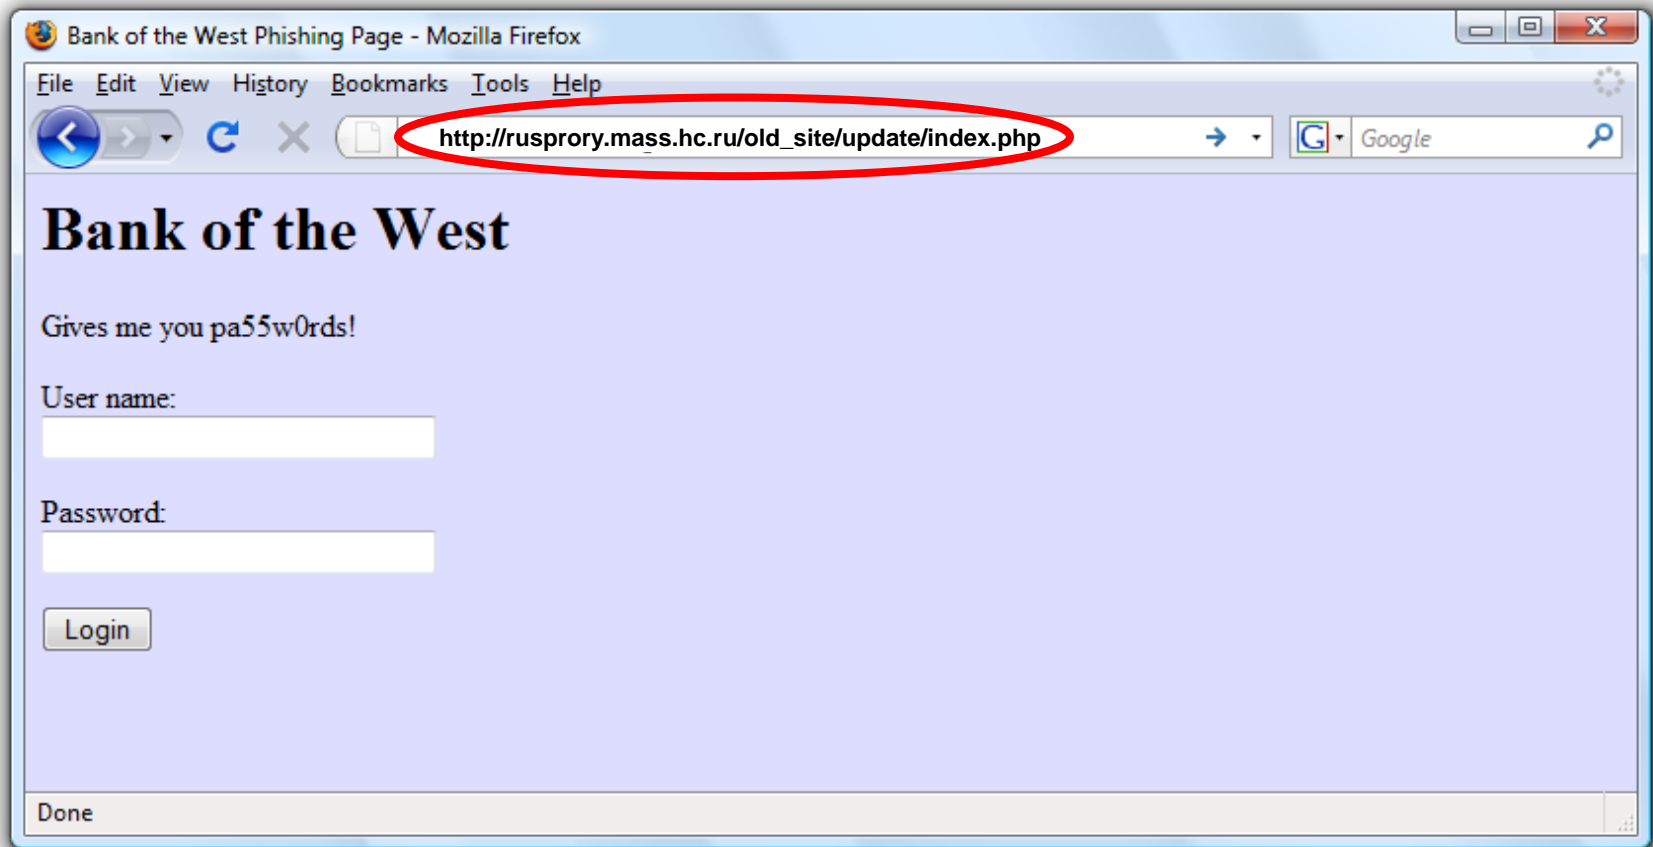 Bank of the West Phishing Page - Mozilla Firefox
File Edit View History Bookmarks Tools Help
http://rusprory.mass.hc.ru/old_site/update/index.php G Google
Bank of the West
Gives me you pa55w0rds!
User name:
Password:
Login
Done